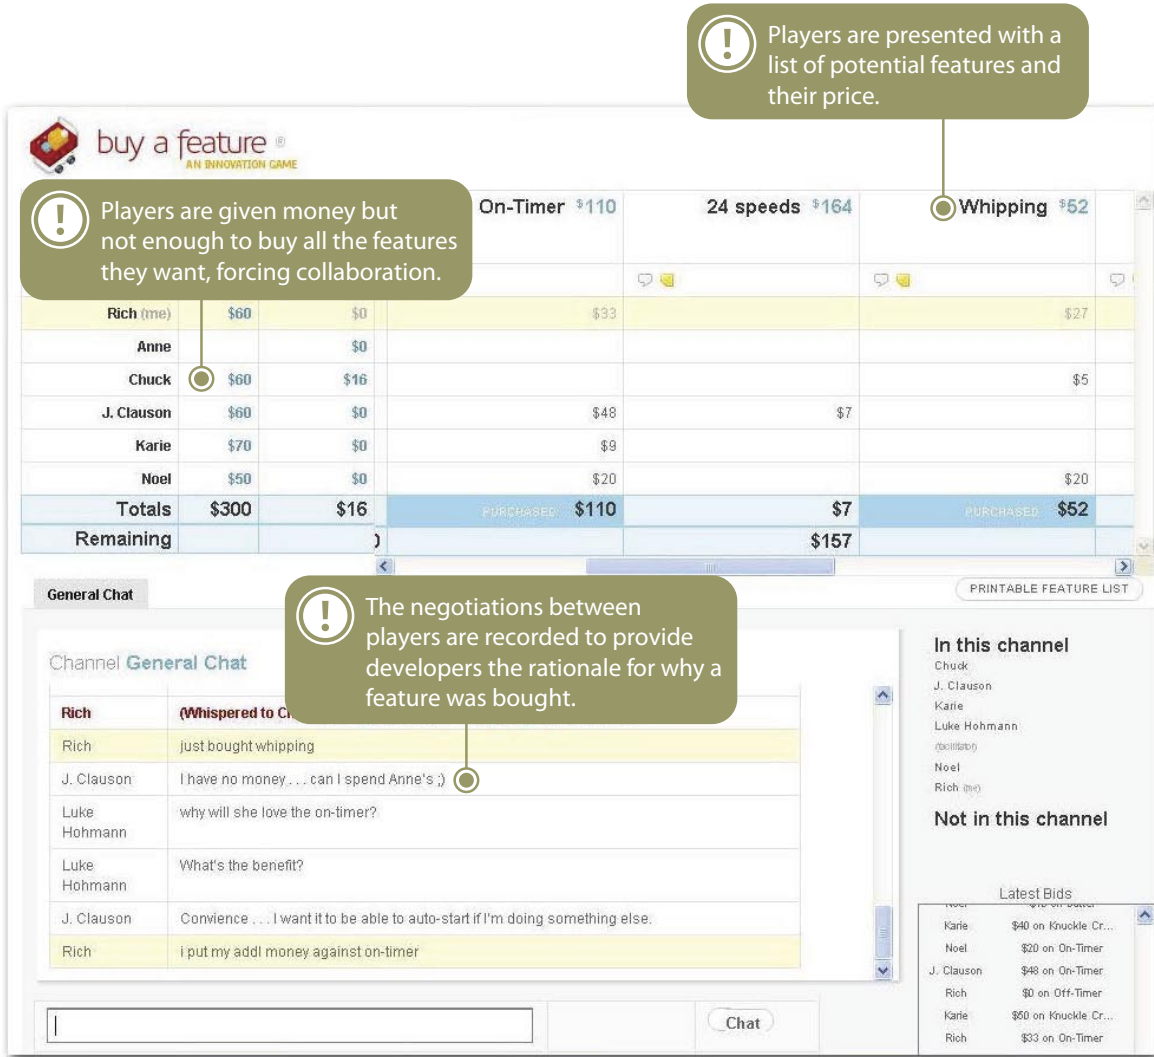 Players are presented with a
list of potential features and
their price.
buy a feature ®
AN INNOVATION GAME
Players are given money but
not enough to buy all the features
they want, forcing collaboration.
On-Timer $110 24 speeds $164 Whipping $52
Rich (me) $60 $0 $33 $27
Anne $0
Chuck $60 $16 $5
J. Clauson $60 $0 $48 $7
Karie $70 $0 $9
Noel $50 $0 $20 $20
Totals $300 $16 PURCHASED $110 $7 PURCHASED $52
Remaining $157
General Chat
PRINTABLE FEATURE LIST
The negotiations between
players are recorded to provide
developers the rationale for why a
feature was bought.
Channel General Chat
Rich (Whispered to
Rich just bought whipping
J. Clauson I have no money . . . can I spend Anne's ;)
Luke
Hohmann why will she love the on-timer?
Luke
Hohmann What's the benefit?
J. Clauson Convience . . . I want it to be able to auto-start if I'm doing something else.
Rich i put my addl money against on-timer
Chat
In this channel
Chuck
J. Clauson
Karie
Luke Hohmann
(facilitator)
Noel
Rich (me)
Not in this channel
Latest Bids
Karie $40 on Knuckle Cr...
Noel $20 on On-Timer
J. Clauson $48 on On-Timer
Rich $0 on Off-Timer
Karie $50 on Knuckle Cr...
Rich $33 on On-Timer